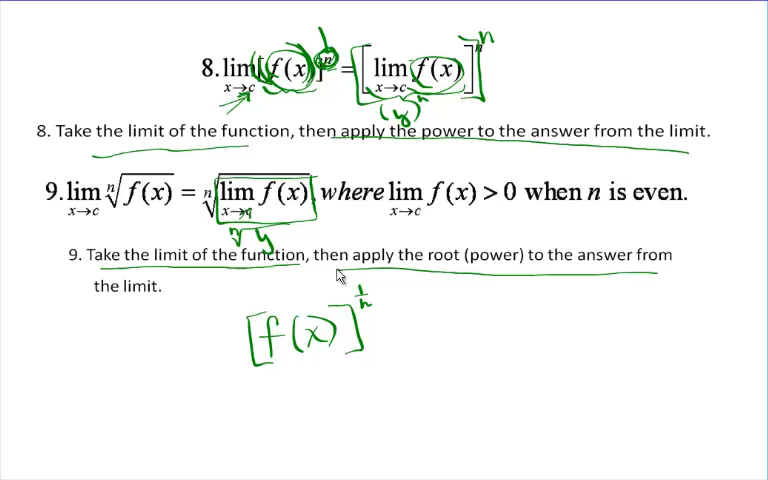 8. lim [f(x)]^n = [lim f(x)]^n n
x→c x→c
(y)^n
8. Take the limit of the function, then apply the power to the answer from the limit.
9. lim ⁿ√f(x) = ⁿ√lim f(x), where lim f(x) > 0 when n is even.
x→c x→c x→c
ⁿ√y
9. Take the limit of the function, then apply the root (power) to the answer from
the limit.
[f(x)]^1/n